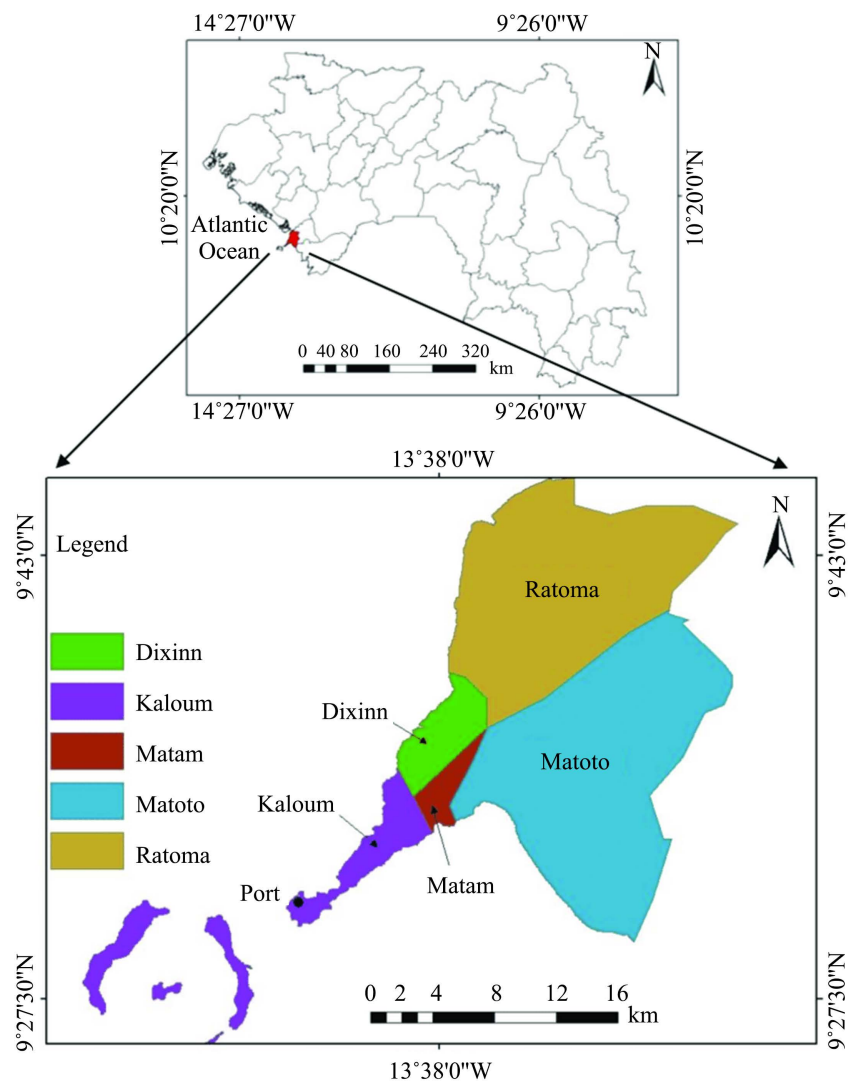 14°27'0"W 9°26'0"W
N
10°20'0"N
10°20'0"N
Atlantic
Ocean
0 40 80 160 240 320
km
14°27'0"W 9°26'0"W
13°38'0"W
N
Legend
9°43'0"N
9°43'0"N
Ratoma
Dixinn
Kaloum
Dixinn
Matam
Matoto
Matoto
Kaloum
Ratoma
Port
Matam
9°27'30"N
9°27'30"N
0 2 4 8 12 16
km
13°38'0"W